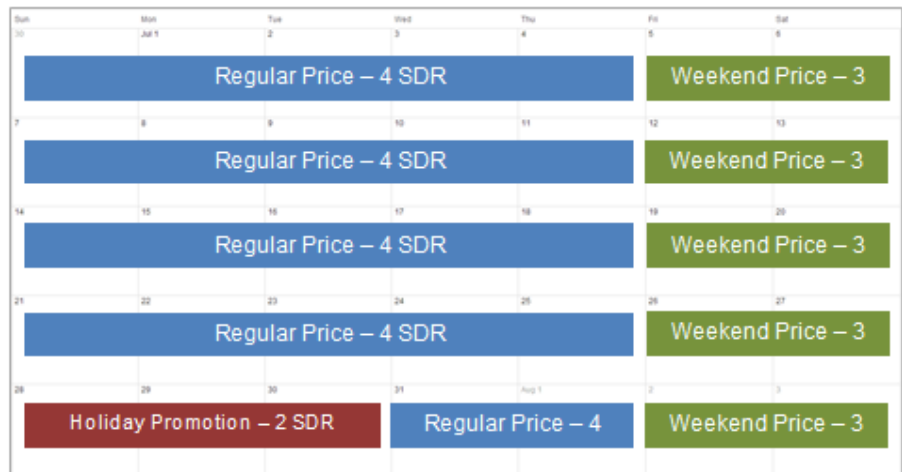 Sun Mon Tue Wed Thu Fri Sat
30 Jul 1 2 3 4 5 6
Regular Price – 4 SDR Weekend Price – 3
7 8 9 10 11 12 13
Regular Price – 4 SDR Weekend Price – 3
14 15 16 17 18 19 20
Regular Price – 4 SDR Weekend Price – 3
21 22 23 24 25 26 27
Regular Price – 4 SDR Weekend Price – 3
28 29 30 31 Aug 1 2 3
Holiday Promotion – 2 SDR Regular Price – 4 Weekend Price – 3